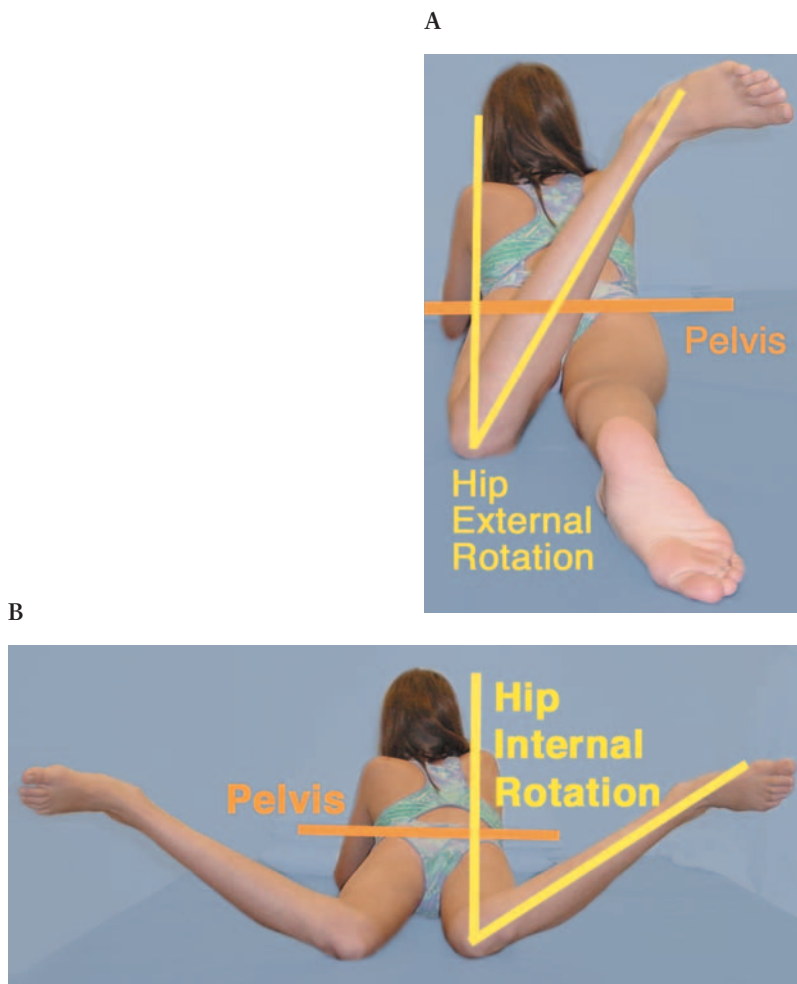 A
Pelvis
Hip
External
Rotation
B
Hip
Internal
Pelvis
Rotation